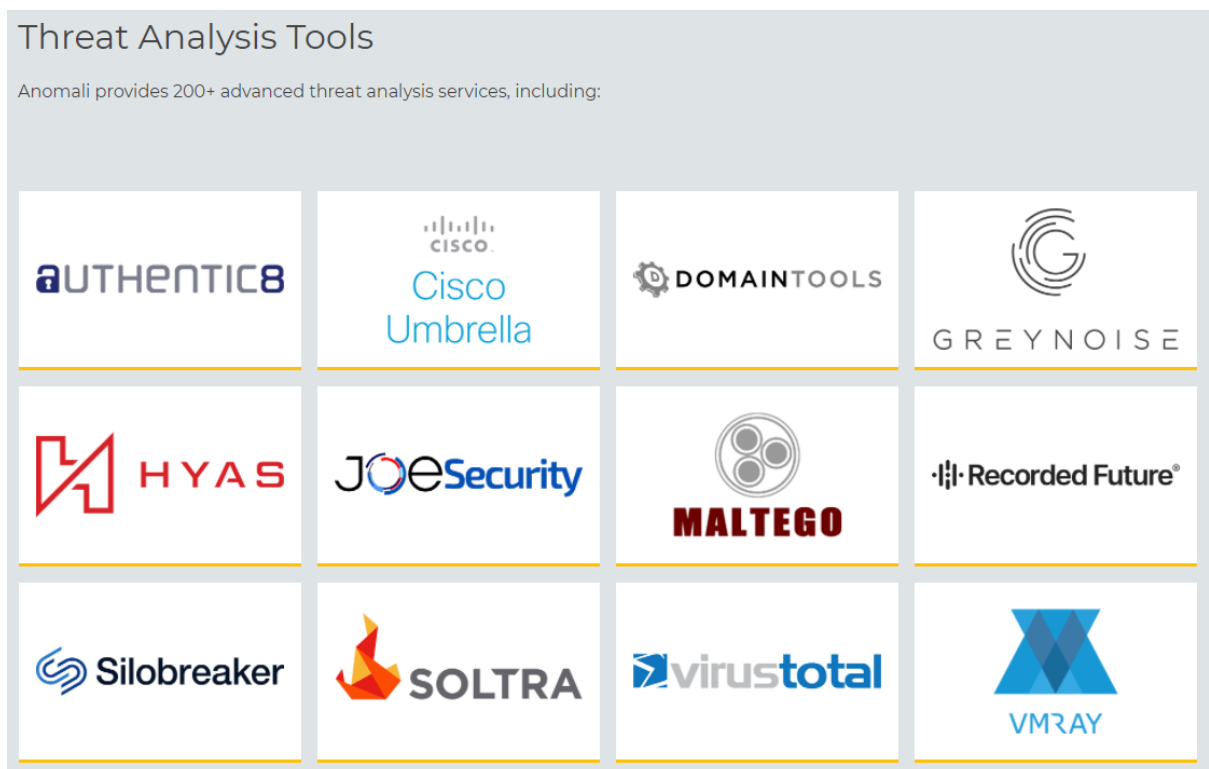 Threat Analysis Tools
Anomali provides 200+ advanced threat analysis services, including:
aUTHeNTIC8
CISCO
Cisco
Umbrella
DOMAINTOOLS
GREYNOISE
HYAS
JOeSecurity
MALTEGO
Recorded Future®
Silobreaker
SOLTRA
virustotal
VMRAY